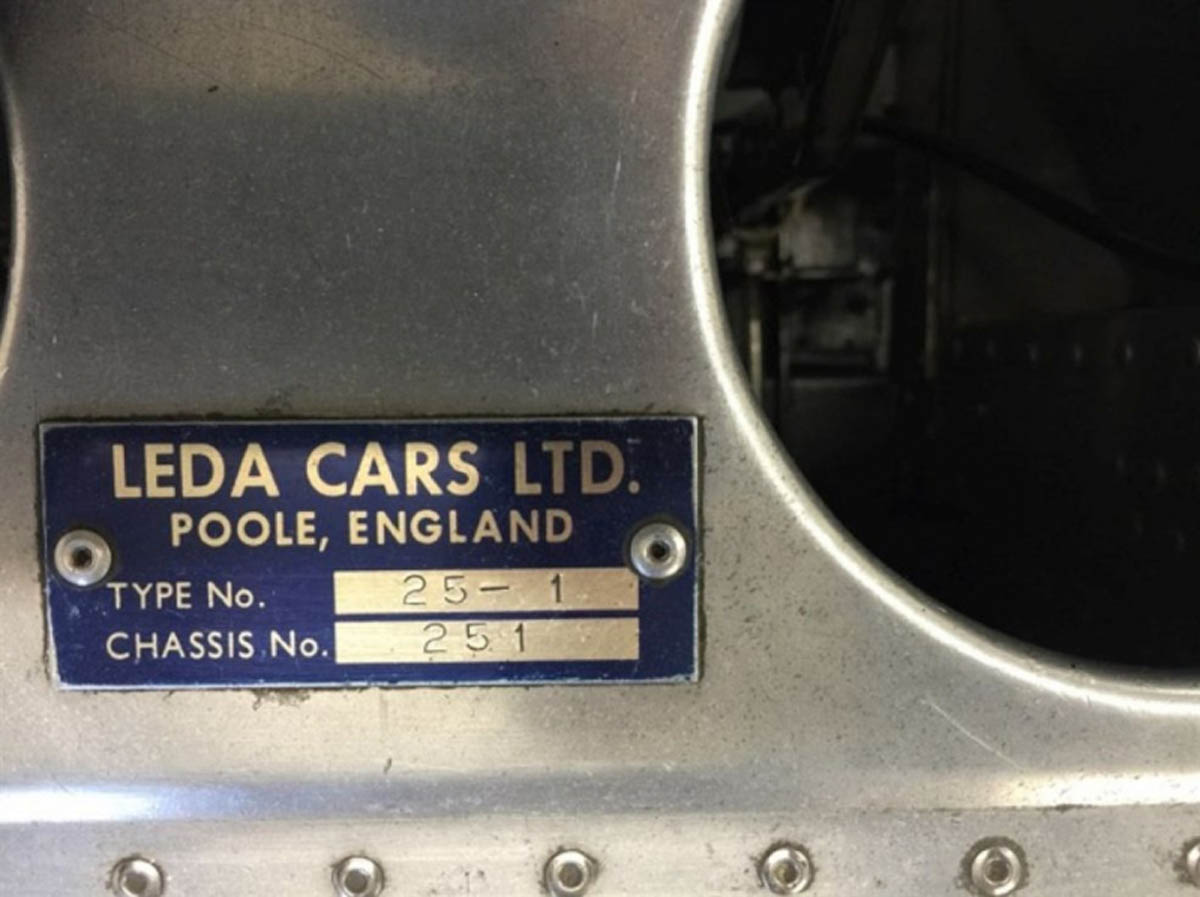 LEDA CARS LTD.
POOLE, ENGLAND
TYPE No. 25- 1
CHASSIS No. 251